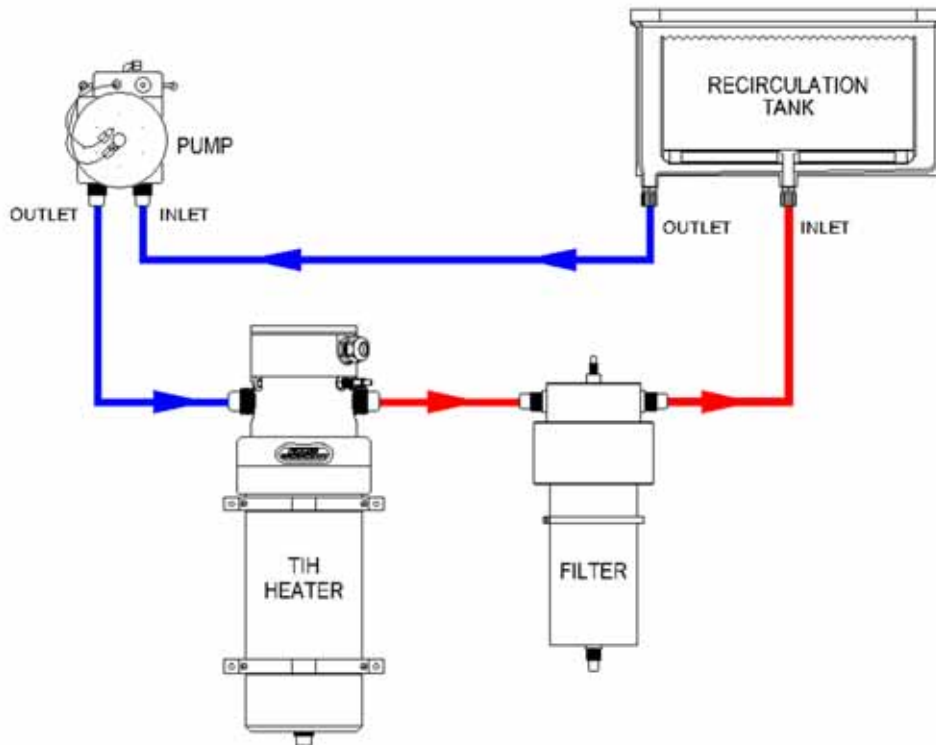 RECIRCULATION
TANK
PUMP
OUTLET
INLET
OUTLET
INLET
TIH
HEATER
FILTER